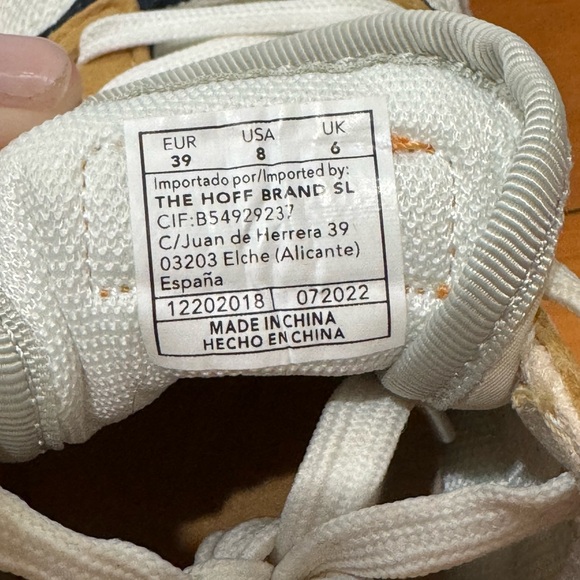 EUR USA UK
39 8 6
Importado por/Imported by:
THE HOFF BRAND SL
CIF:B54929237
C/Juan de Herrera 39
03203 Elche (Alicante)
España
12202018 072022
MADE IN CHINA
HECHO EN CHINA